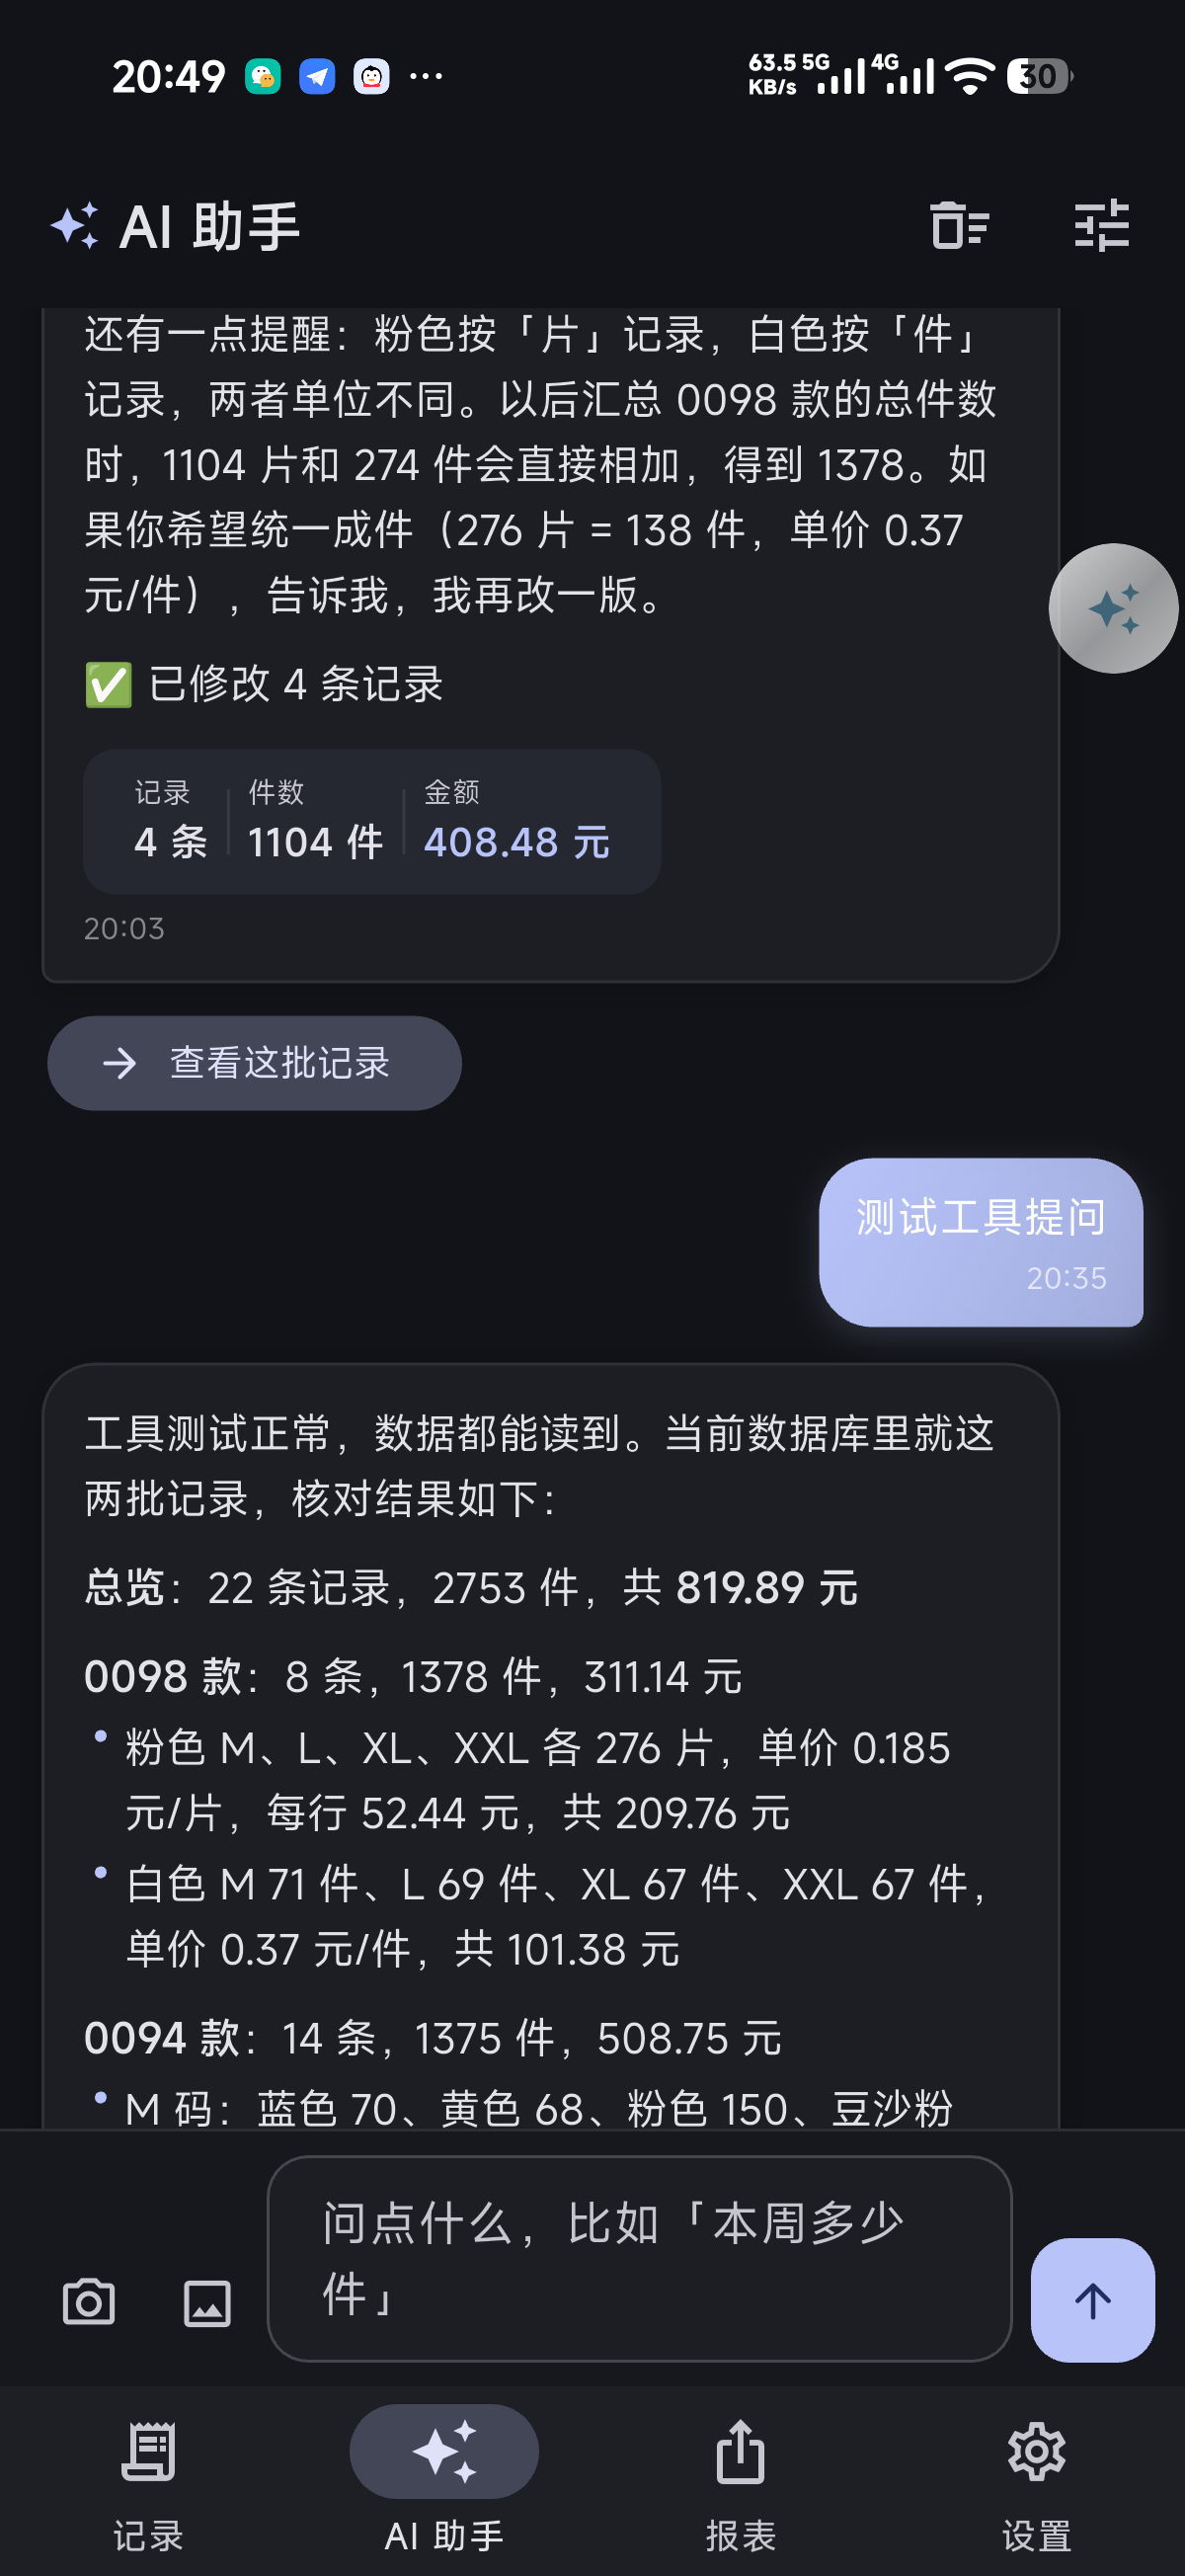 20:49
63.5 5G 4G
KB/s
30
AI 助手
还有一点提醒：粉色按「片」记录，白色按「件」
记录，两者单位不同。以后汇总 0098 款的总件数
时，1104 片和 274 件会直接相加，得到 1378。如
果你希望统一成件（276 片 = 138 件，单价 0.37
元/件），告诉我，我再改一版。
✅ 已修改 4 条记录
记录 件数 金额
4 条 1104 件 408.48 元
20:03
查看这批记录
测试工具提问
20:35
工具测试正常，数据都能读到。当前数据库里就这
两批记录，核对结果如下：
总览：22 条记录，2753 件，共 819.89 元
0098 款：8 条，1378 件，311.14 元
粉色 M、L、XL、XXL 各 276 片，单价 0.185
元/片，每行 52.44 元，共 209.76 元
白色 M 71 件、L 69 件、XL 67 件、XXL 67 件，
单价 0.37 元/件，共 101.38 元
0094 款：14 条，1375 件，508.75 元
M 码：蓝色 70、黄色 68、粉色 150、豆沙粉
问点什么，比如「本周多少
件」
记录 AI 助手 报表 设置